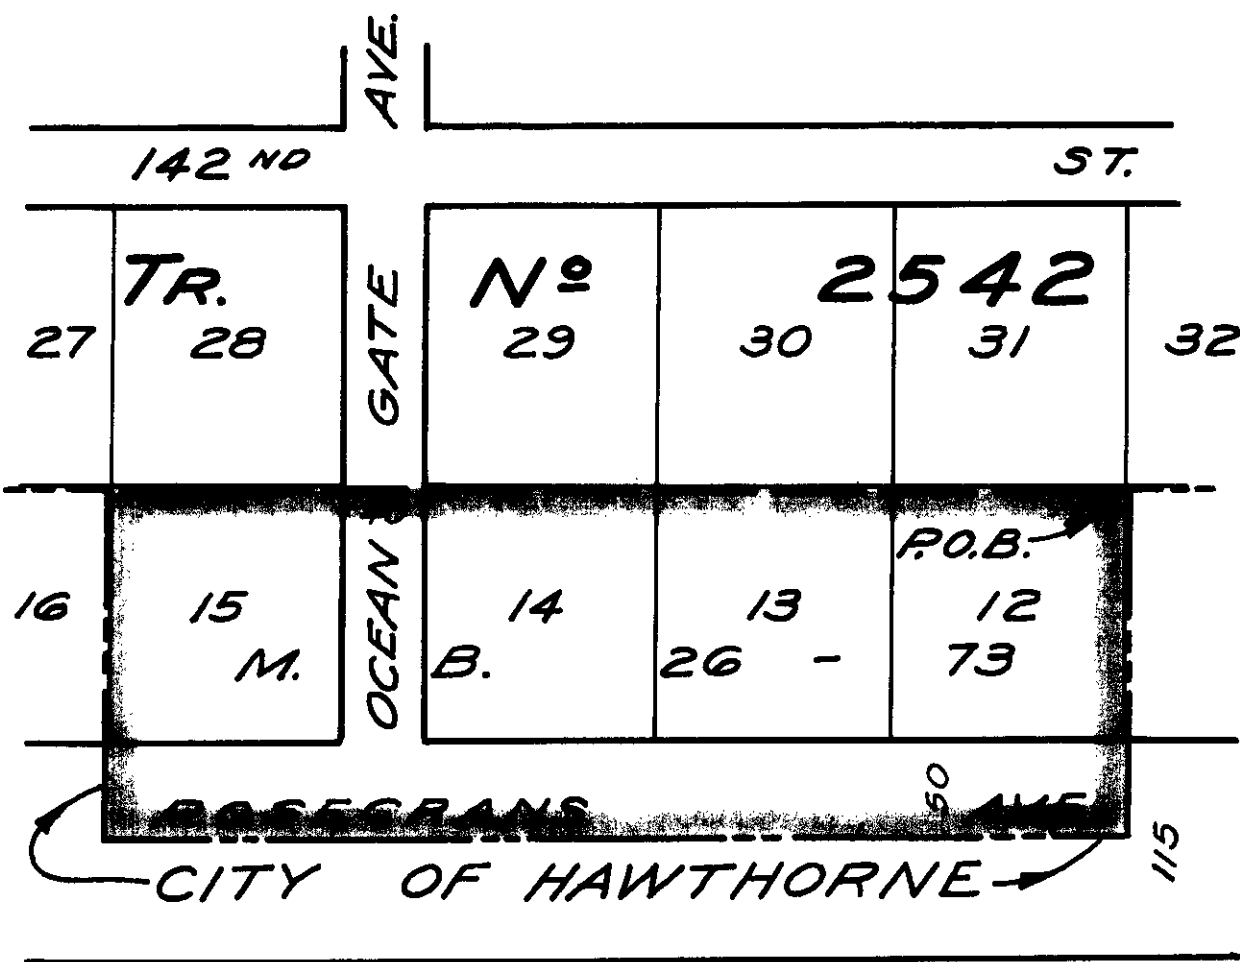 AVE.
142 ND ST.
TR. Nº 2542
27 28 GATE 29 30 31 32
P.O.B.
16 15 OCEAN 14 13 12
M. B. 26 - 73
ROSECRANS 50 AVE.
115
CITY OF HAWTHORNE